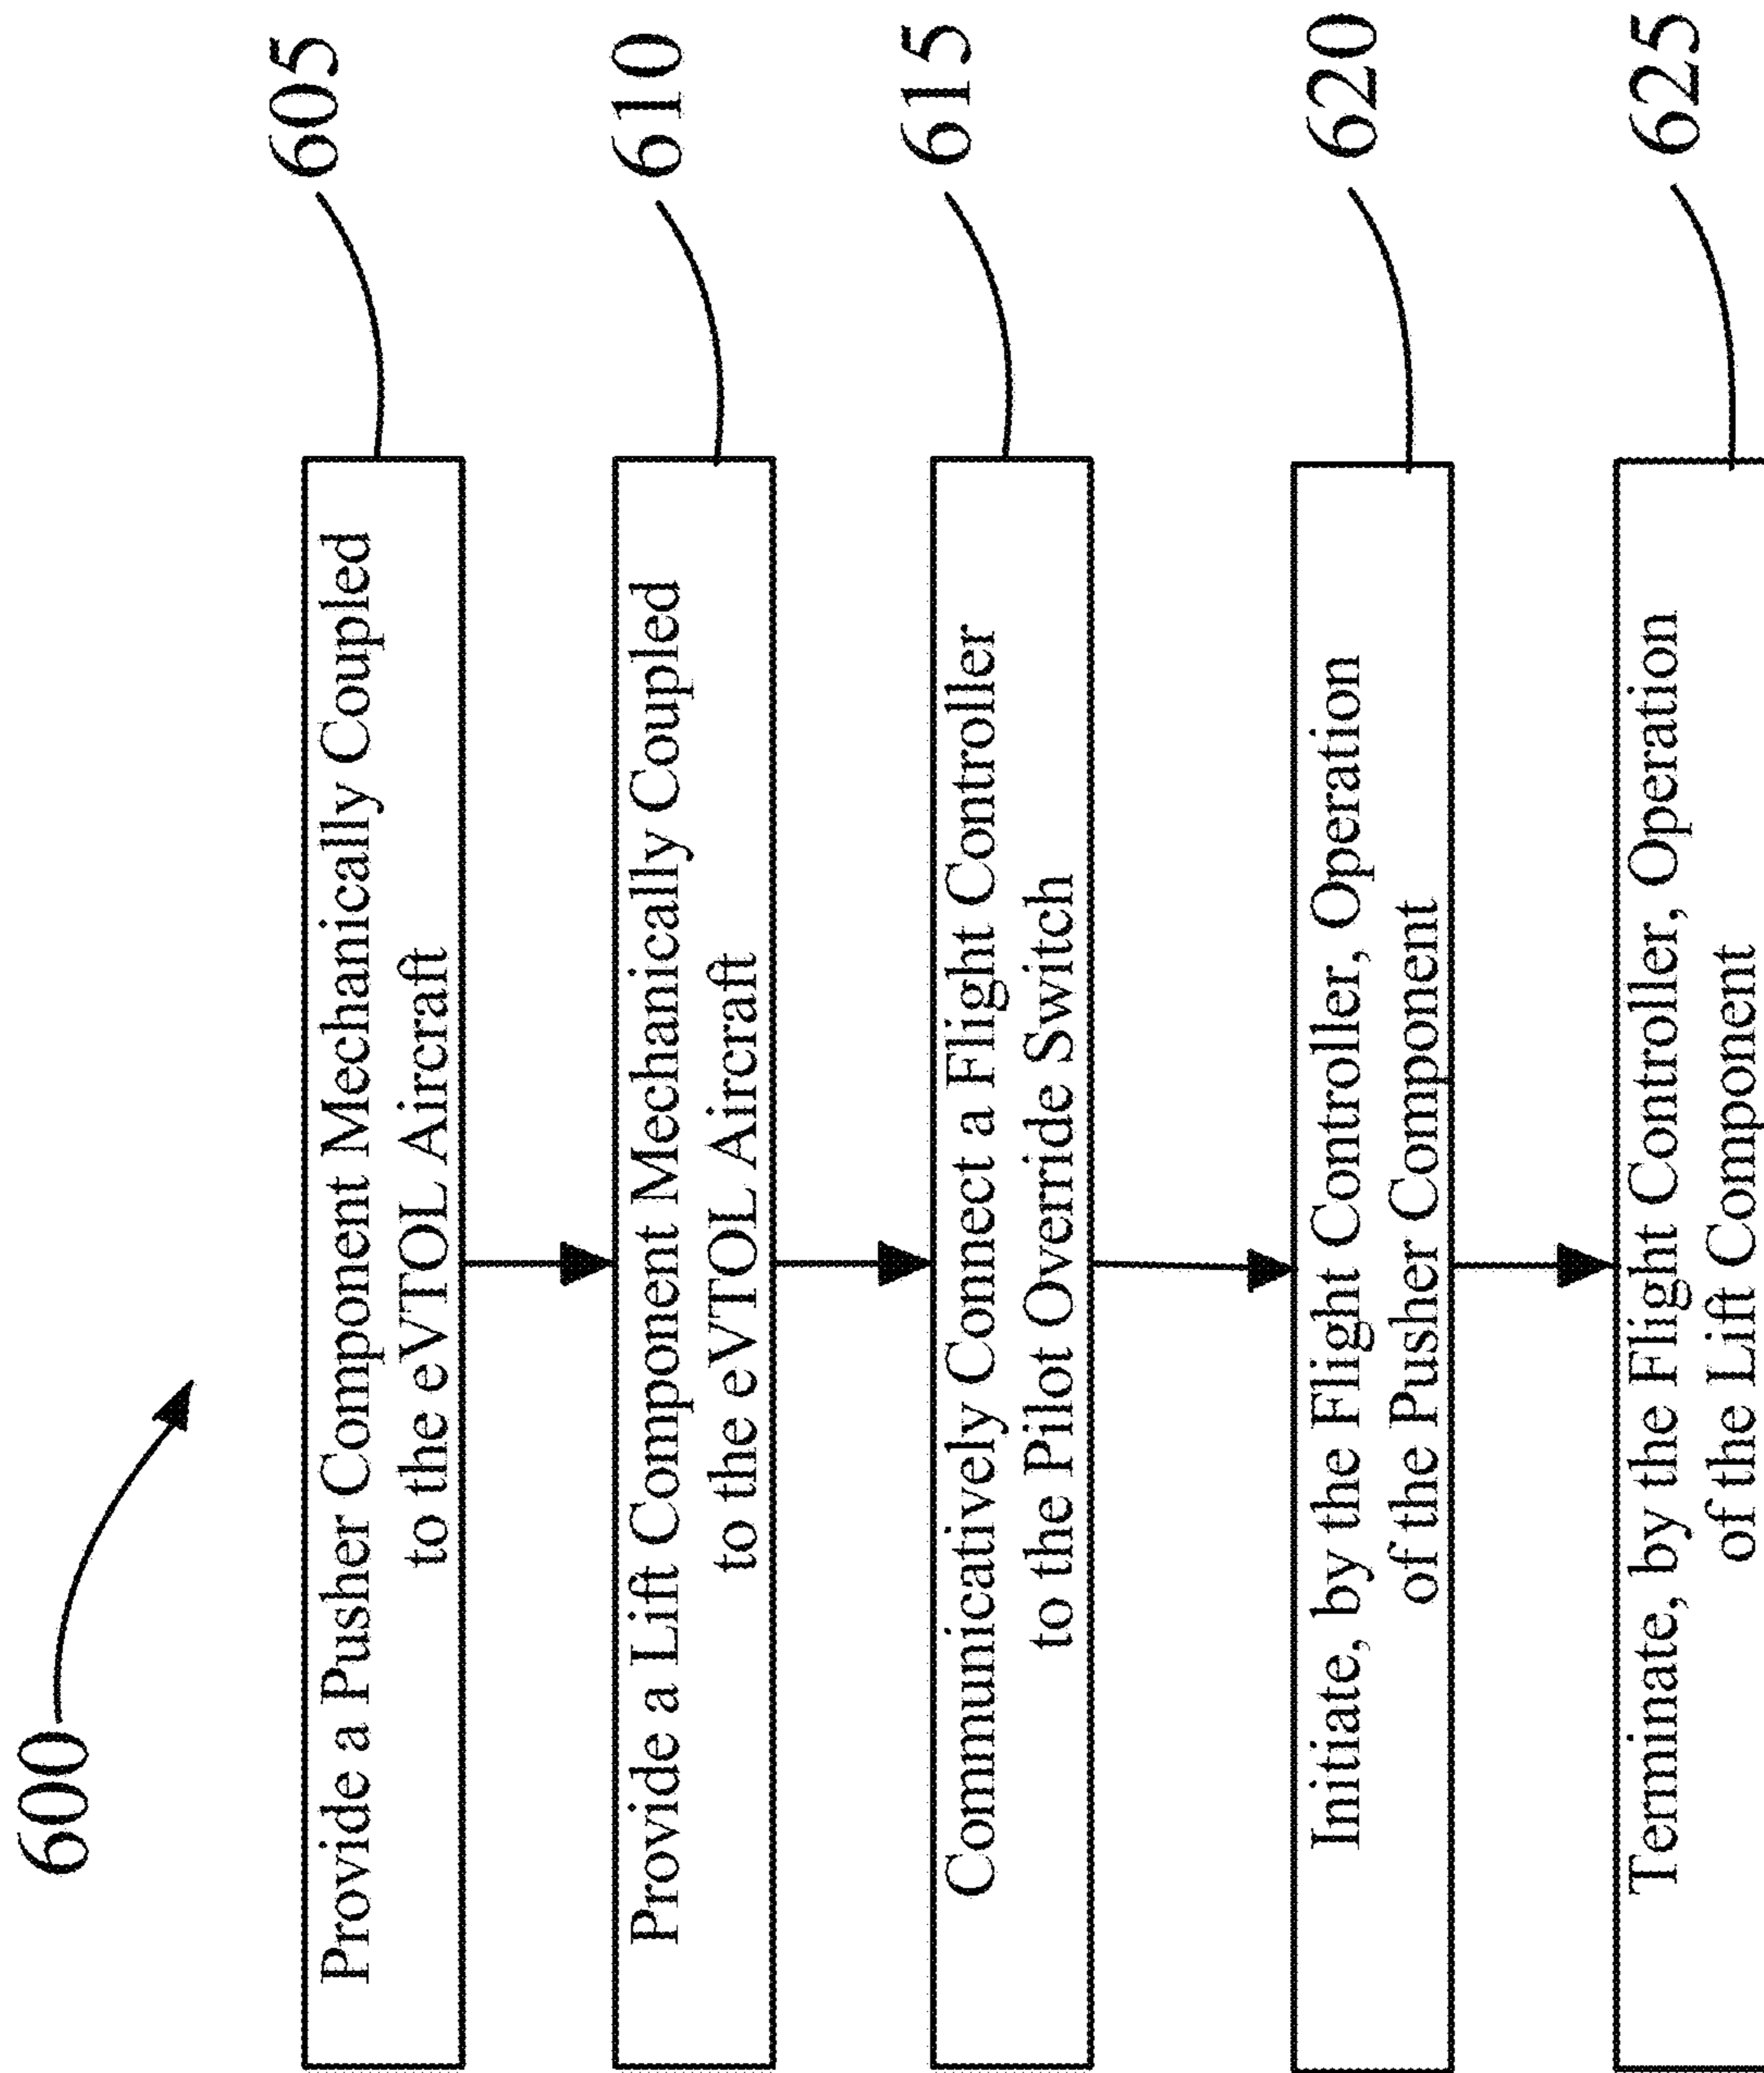 600
Provide a Pusher Component Mechanically Coupled
to the eVTOL Aircraft
605
Provide a Lift Component Mechanically Coupled
to the eVTOL Aircraft
610
Communicatively Connect a Flight Controller
to the Pilot Override Switch
615
Initiate, by the Flight Controller, Operation
of the Pusher Component
620
Terminate, by the Flight Controller, Operation
of the Lift Component
625